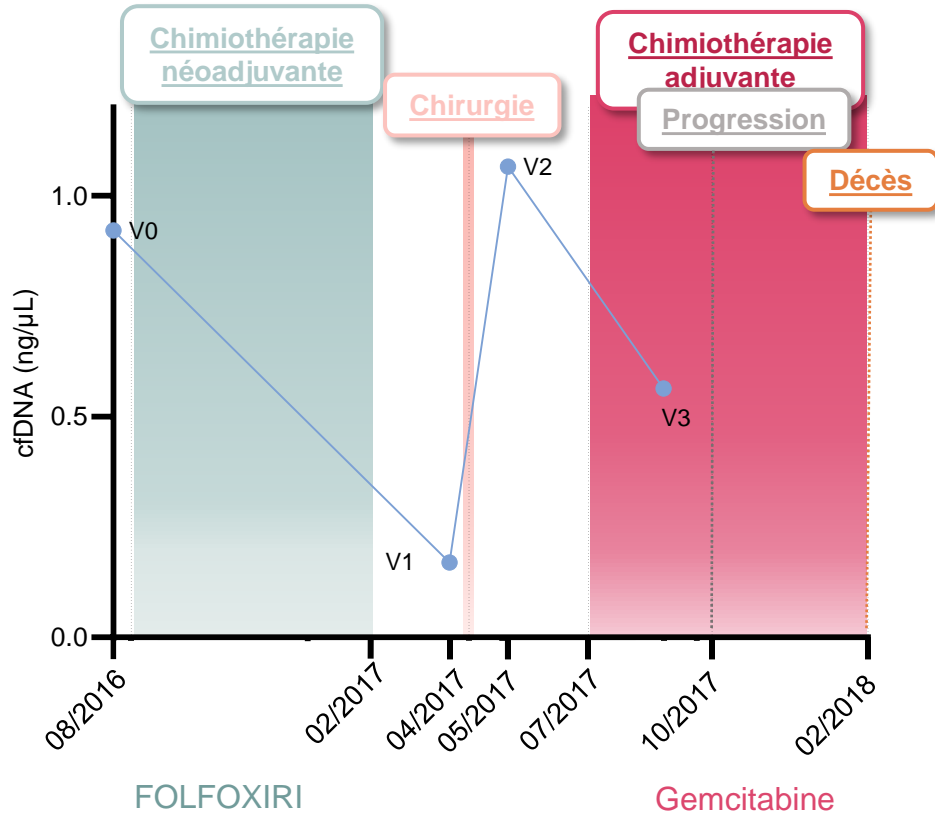 Chimiothérapie
néoadjuvante
Chirurgie
Chimiothérapie
adjuvante
Progression
Décès
cfDNA (ng/µL)
1.0
0.5
0.0
V0
V1
V2
V3
08/2016
02/2017
04/2017
05/2017
07/2017
10/2017
02/2018
FOLFOXIRI
Gemcitabine